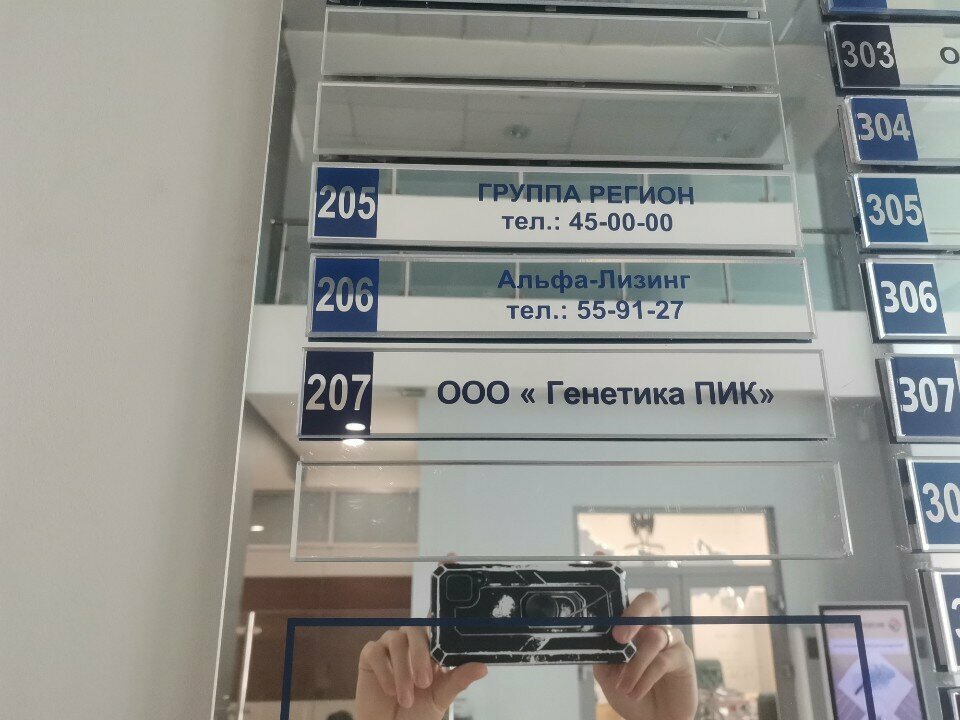 205
ГРУППА РЕГИОН
тел.: 45-00-00
206
Альфа-Лизинг
тел.: 55-91-27
207
ООО « Генетика ПИК»
303
304
305
306
307